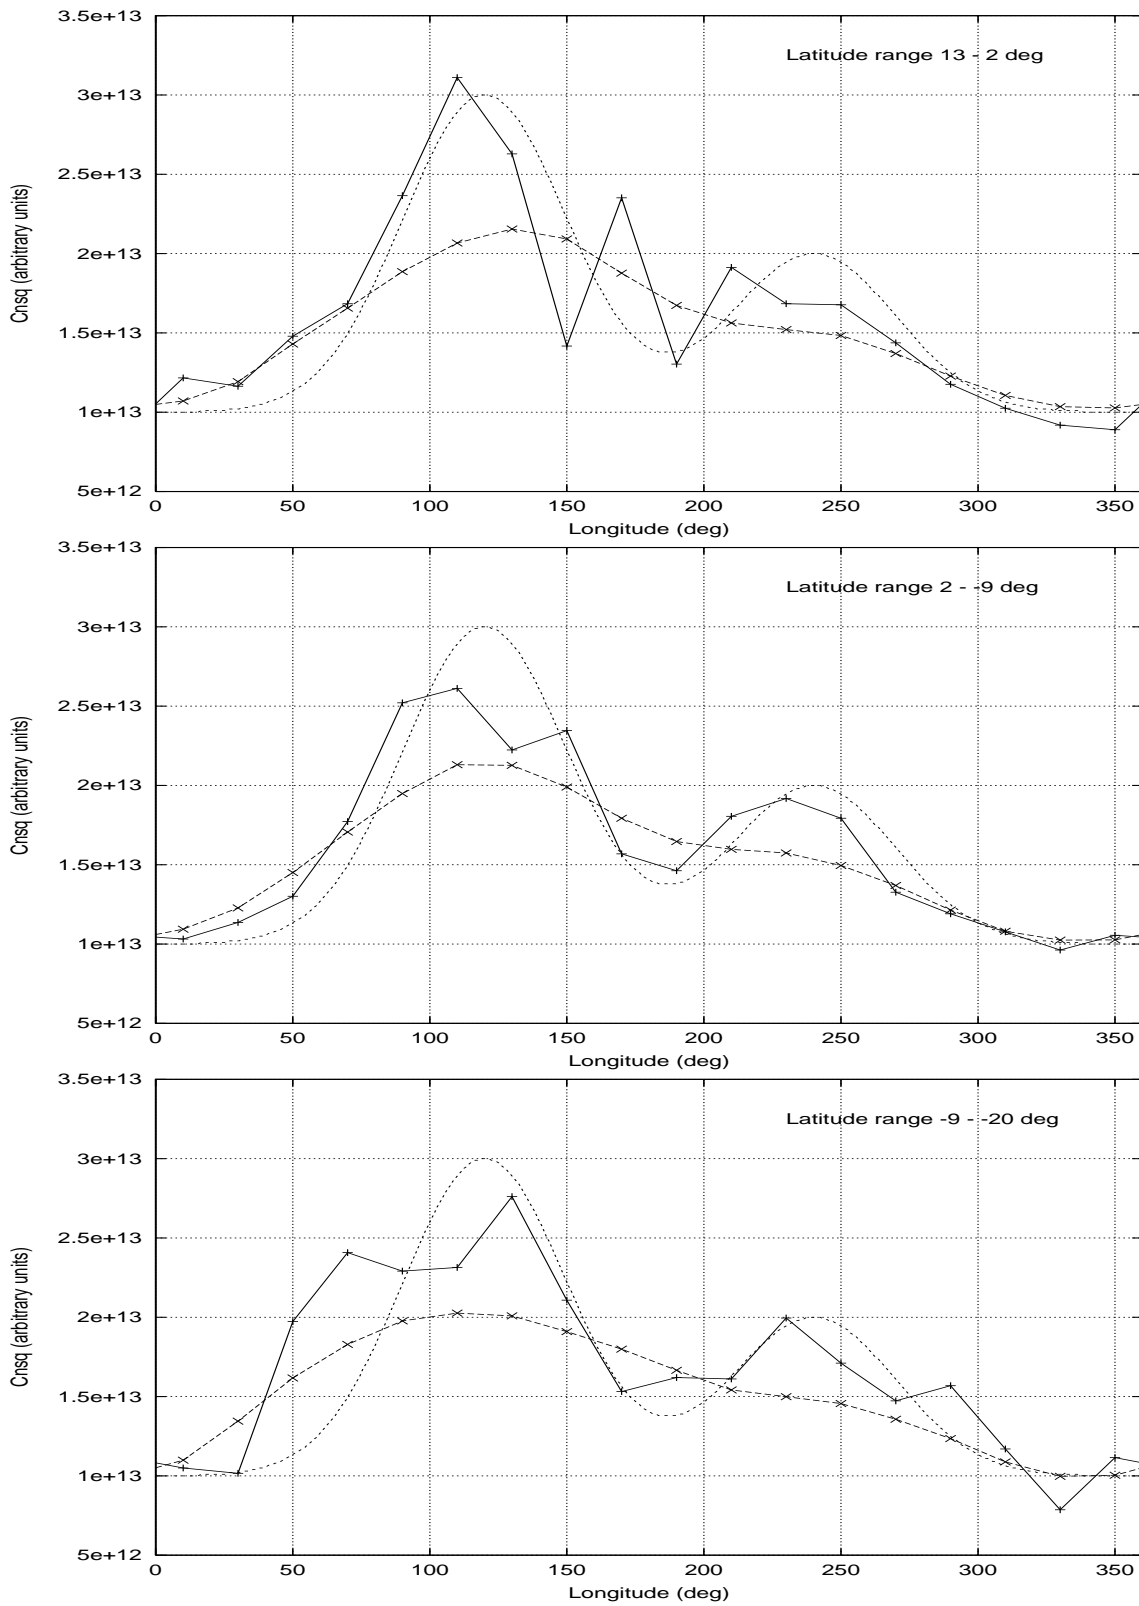 3.5e+13
Latitude range 13 - 2 deg
3e+13
2.5e+13
2e+13
1.5e+13
1e+13
5e+12
Cnsq (arbitrary units)
0 50 100 150 200 250 300 350
Longitude (deg)
3.5e+13
Latitude range 2 - -9 deg
3e+13
2.5e+13
2e+13
1.5e+13
1e+13
5e+12
Cnsq (arbitrary units)
0 50 100 150 200 250 300 350
Longitude (deg)
3.5e+13
Latitude range -9 - -20 deg
3e+13
2.5e+13
2e+13
1.5e+13
1e+13
5e+12
Cnsq (arbitrary units)
0 50 100 150 200 250 300 350
Longitude (deg)